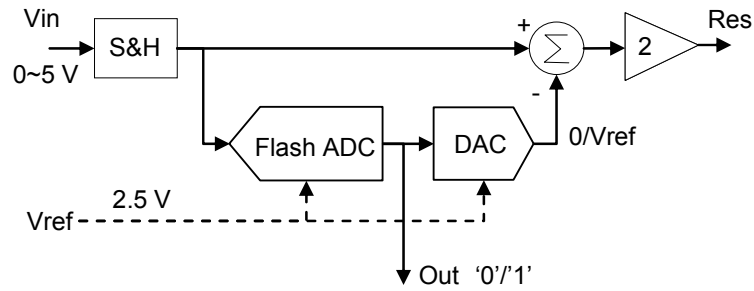 Vin
S&H
0~5 V
+
Σ
-
2
Res
Flash ADC
DAC
0/Vref
2.5 V
Vref
Out '0'/'1'